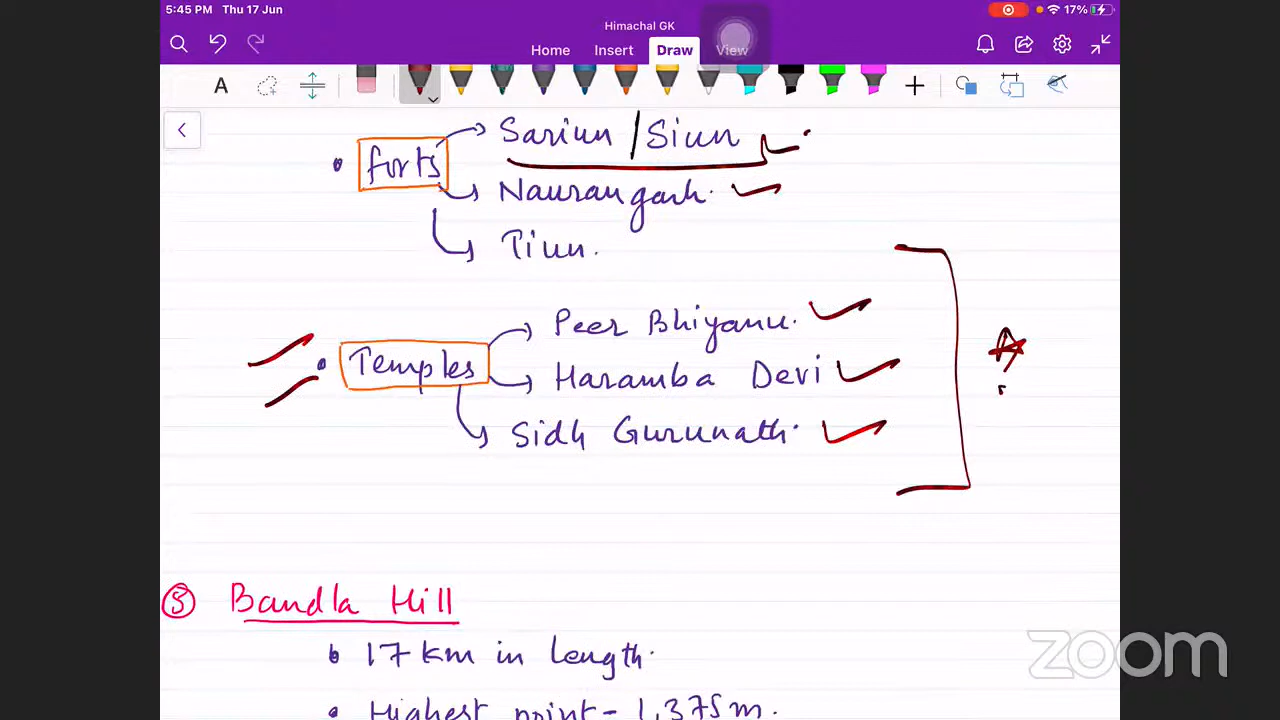 5:45 PM Thu 17 Jun
17%
Himachal GK
Home Insert Draw View
A
• Forts Sariun / Siun
Naurangarh.
Tiun.
• Temples Peer Bhiyanu.
Haramba Devi
Sidh Gurunath.
⑤ Bandla Hill
• 17 km in length.
• Highest point - 1,375m.
zoom